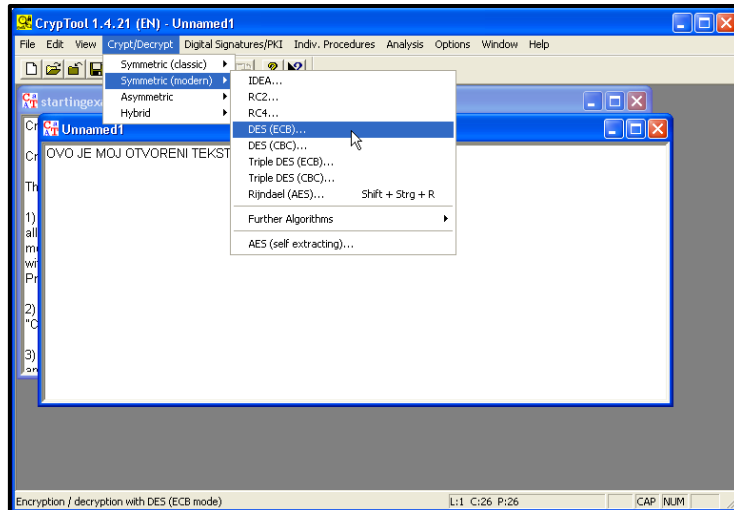 CrypTool 1.4.21 (EN) - Unnamed1
File Edit View Crypt/Decrypt Digital Signatures/PKI Indiv. Procedures Analysis Options Window Help
Symmetric (classic)
Symmetric (modern)
Asymmetric
Hybrid
IDEA...
RC2...
RC4...
DES (ECB)...
DES (CBC)...
Triple DES (ECB)...
Triple DES (CBC)...
Rijndael (AES)... Shift + Strg + R
Further Algorithms
AES (self extracting)...
Unnamed1
OVO JE MOJ OTVORENI TEKST
1)
2)
3)
Encryption / decryption with DES (ECB mode)
L:1 C:26 P:26
CAP NUM